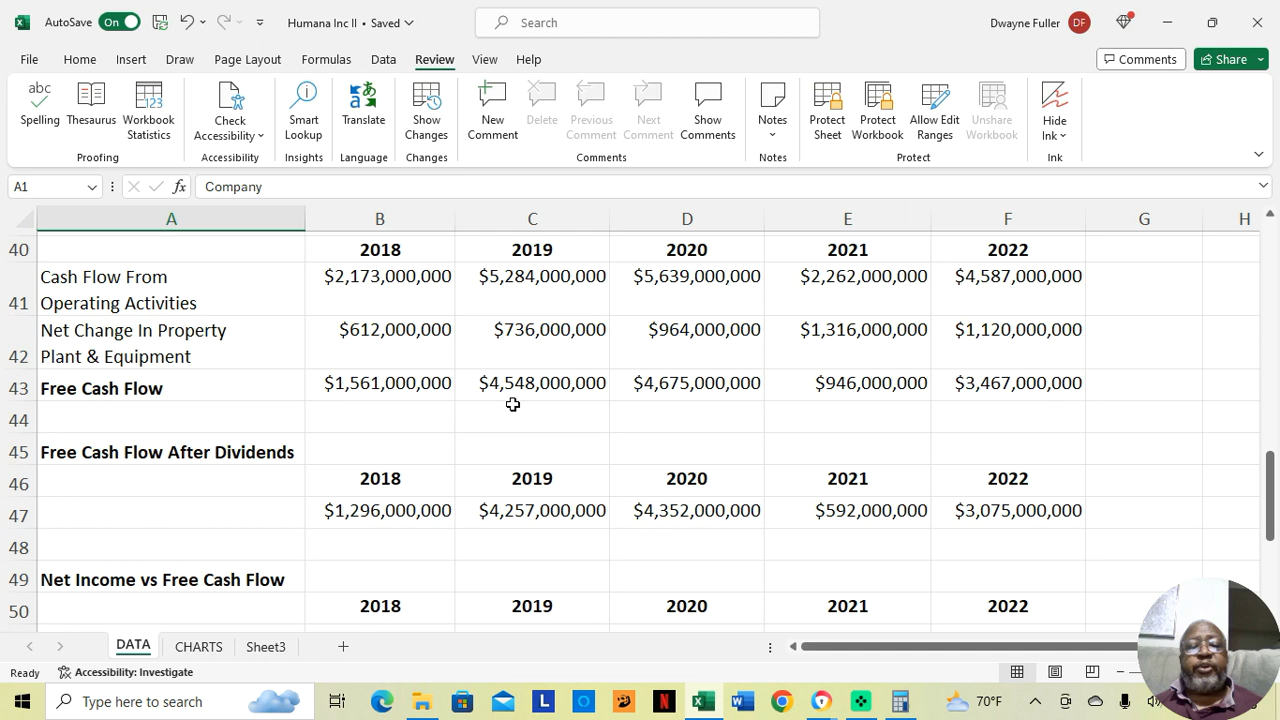 AutoSave On Humana Inc II • Saved Search Dwayne Fuller DF
File Home Insert Draw Page Layout Formulas Data Review View Help Comments Share
abc
Spelling Thesaurus Workbook Statistics Check Accessibility Smart Lookup Translate Show Changes New Comment Delete Previous Comment Next Comment Show Comments Notes Protect Sheet Protect Workbook Allow Edit Ranges Unshare Workbook Hide Ink
Proofing Accessibility Insights Language Changes Comments Notes Protect Ink
A1 fx Company
A B C D E F G H
40 2018 2019 2020 2021 2022
Cash Flow From $2,173,000,000 $5,284,000,000 $5,639,000,000 $2,262,000,000 $4,587,000,000
41 Operating Activities
Net Change In Property $612,000,000 $736,000,000 $964,000,000 $1,316,000,000 $1,120,000,000
42 Plant & Equipment
43 Free Cash Flow $1,561,000,000 $4,548,000,000 $4,675,000,000 $946,000,000 $3,467,000,000
44
45 Free Cash Flow After Dividends
46 2018 2019 2020 2021 2022
47 $1,296,000,000 $4,257,000,000 $4,352,000,000 $592,000,000 $3,075,000,000
48
49 Net Income vs Free Cash Flow
50 2018 2019 2020 2021 2022
DATA CHARTS Sheet3
Ready Accessibility: Investigate
Type here to search L W 70°F